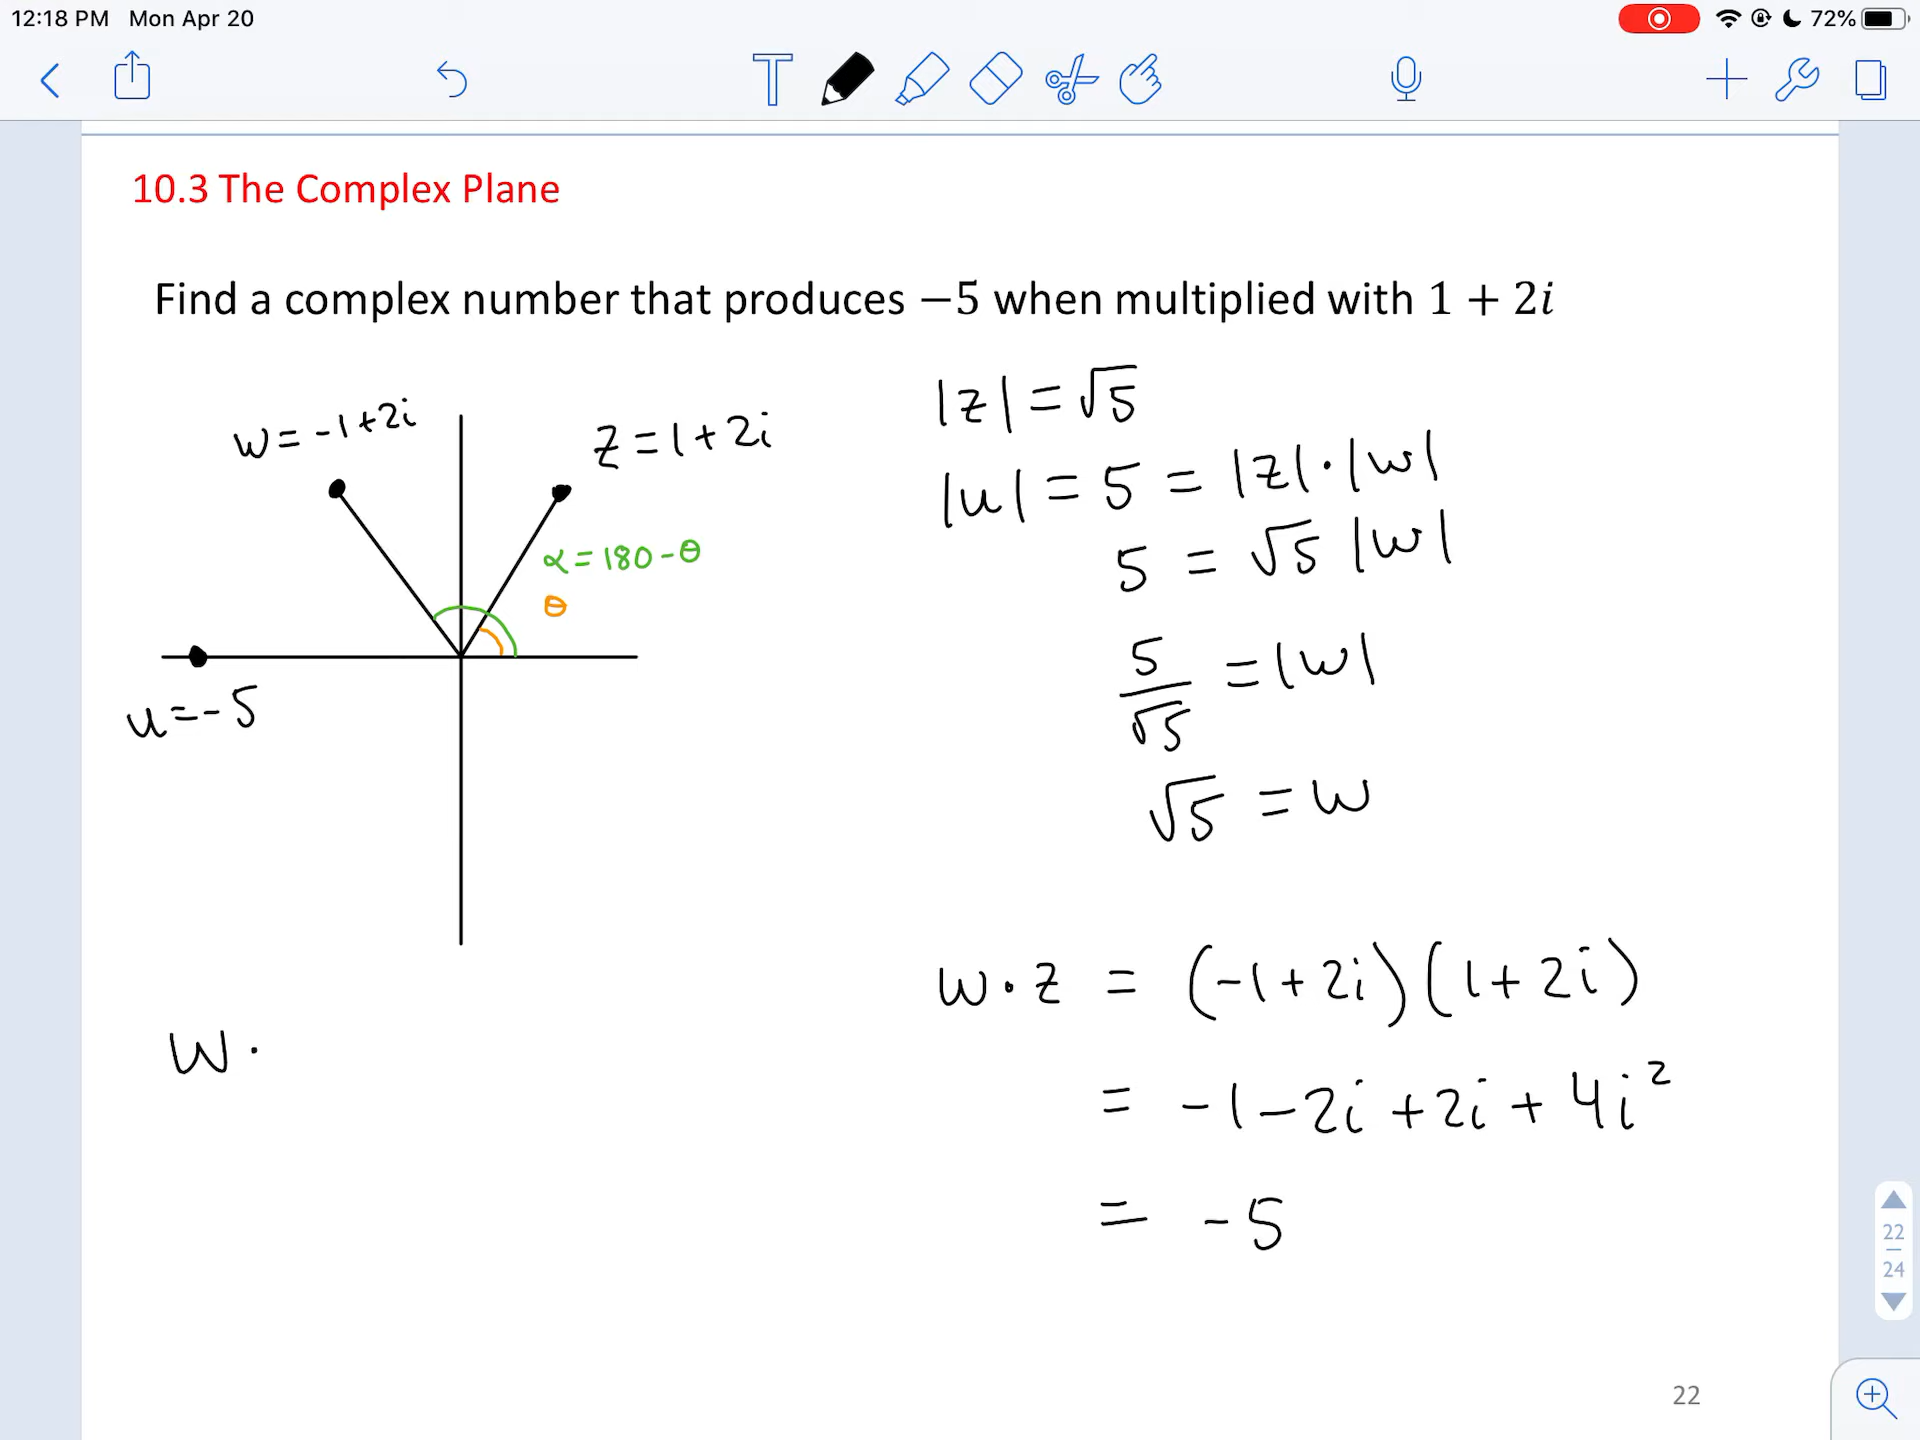 12:18 PM Mon Apr 20
72%
T
10.3 The Complex Plane
Find a complex number that produces −5 when multiplied with 1 + 2i
w = -1+2i
z = 1+2i
α = 180 - θ
θ
u = -5
w ·
|z| = √5
|u| = 5 = |z| · |w|
5 = √5 |w|
5/√5 = |w|
√5 = w
w · z = (-1+2i)(1+2i)
= -1 - 2i + 2i + 4i²
= -5
22
24
22